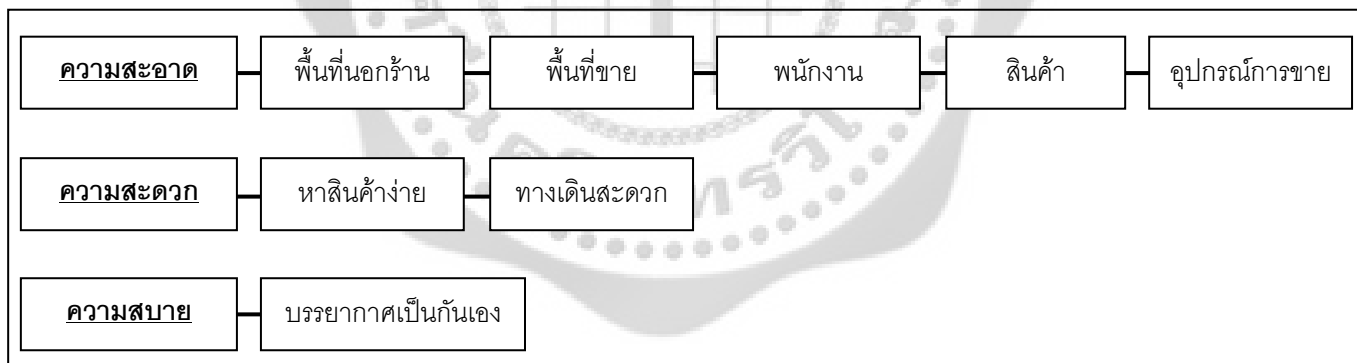 ความสะอาด พื้นที่นอกร้าน พื้นที่ขาย พนักงาน สินค้า อุปกรณ์การขาย
ความสะดวก หาสินค้าง่าย ทางเดินสะดวก
ความสบาย บรรยากาศเป็นกันเอง